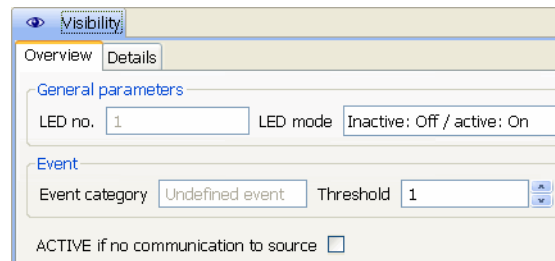 Visibility
Overview Details
General parameters
LED no. 1 LED mode Inactive: Off / active: On
Event
Event category Undefined event Threshold 1
ACTIVE if no communication to source